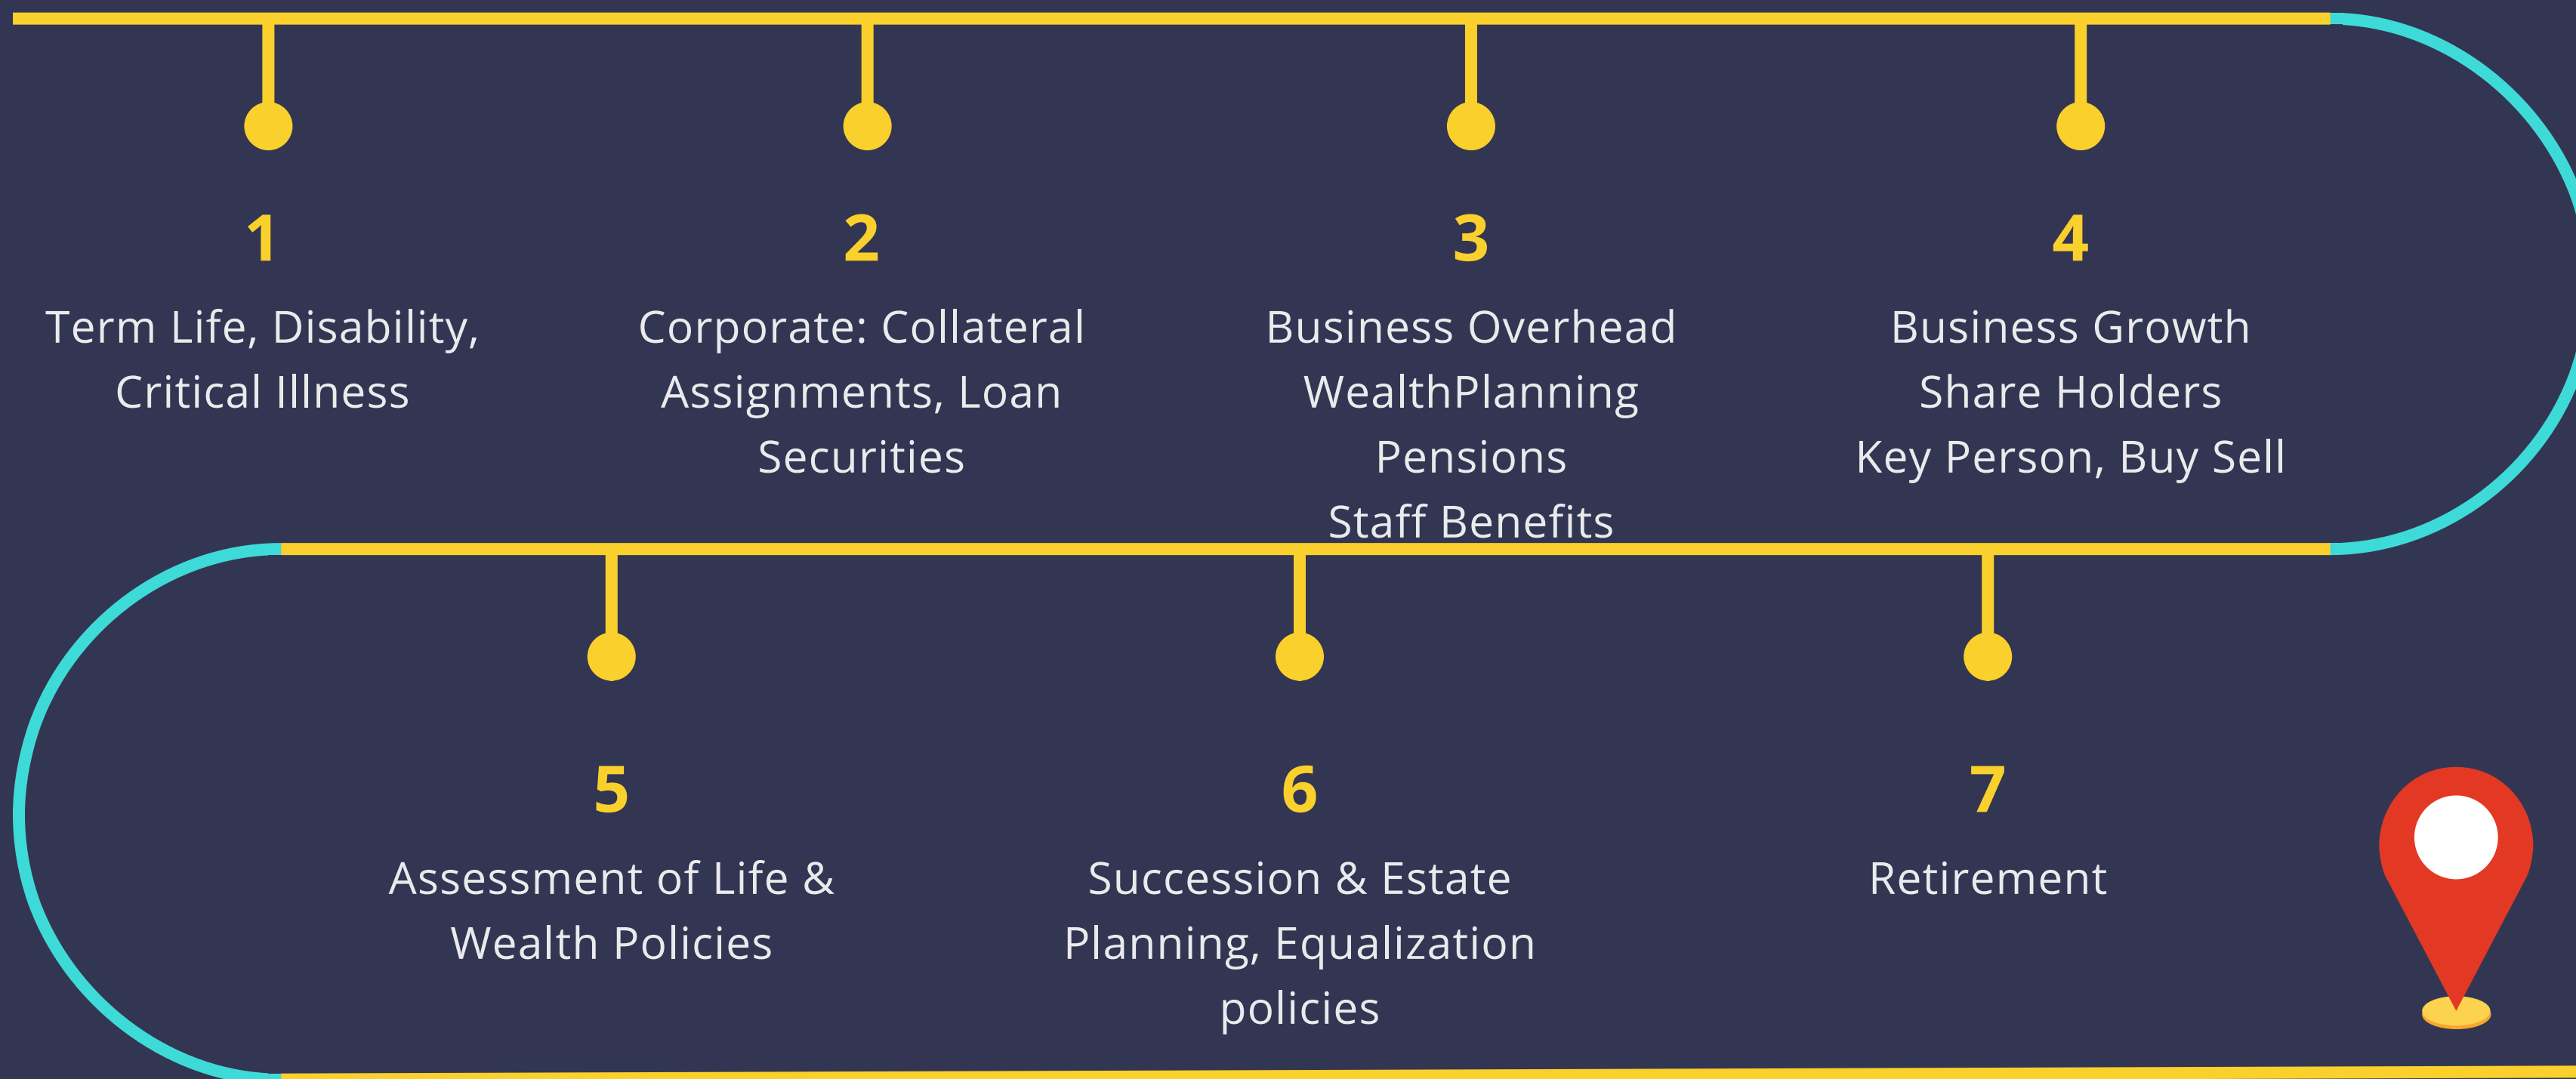 1
Term Life, Disability,
Critical Illness
2
Corporate: Collateral
Assignments, Loan
Securities
3
Business Overhead
WealthPlanning
Pensions
Staff Benefits
4
Business Growth
Share Holders
Key Person, Buy Sell
5
Assessment of Life &
Wealth Policies
6
Succession & Estate
Planning, Equalization
policies
7
Retirement